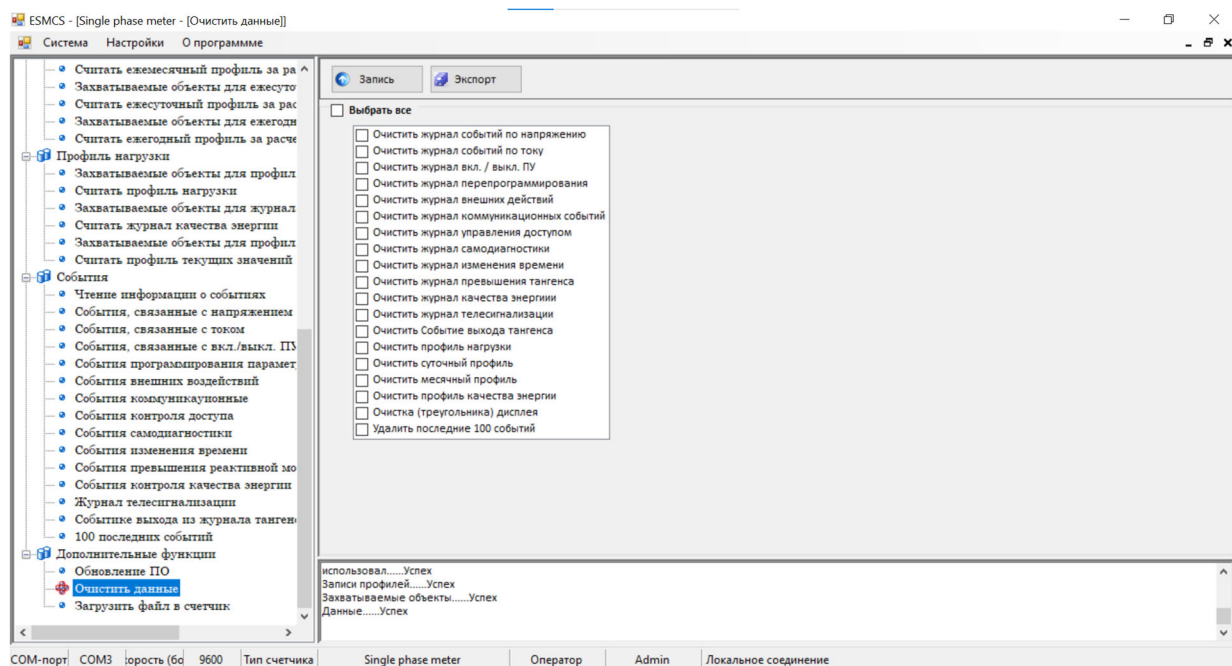 ESMCS - [Single phase meter - [Очистить данные]]
Система Настройки О программме
Считать ежемесячный профиль за ра
Захватываемые объекты для ежесуто
Считать ежесуточный профиль за рас
Захватываемые объекты для ежегодн
Считать ежегодный профиль за расче
Профиль нагрузки
Захватываемые объекты для профил
Считать профиль нагрузки
Захватываемые объекты для журнал
Считать журнал качества энергии
Захватываемые объекты для профил
Считать профиль текущих значений
События
Чтение информации о событиях
События, связанные с напряжением
События, связанные с током
События, связанные с вкл./выкл. ПУ
События программирования парамет
События внешних воздействий
События коммуникауионные
События контроля доступа
События самодиагностики
События изменения времени
События превышения реактивной мо
События контроля качества энергии
Журнал телесигнализации
Событике выхода из журнала танген
100 последних событий
Дополнительные функции
Обновление ПО
Очистить данные
Загрузить файл в счетчик
Запись Экспорт
Выбрать все
Очистить журнал событий по напряжению
Очистить журнал событий по току
Очистить журнал вкл. / выкл. ПУ
Очистить журнал перепрограммирования
Очистить журнал внешних действий
Очистить журнал коммуникационных событий
Очистить журнал управления доступом
Очистить журнал самодиагностики
Очистить журнал изменения времени
Очистить журнал превышения тангенса
Очистить журнал качества энергиии
Очистить журнал телесигнализации
Очистить Событие выхода тангенса
Очистить профиль нагрузки
Очистить суточный профиль
Очистить месячный профиль
Очистить профиль качества энергии
Очистка (треугольника) дисплея
Удалить последние 100 событий
использовал......Успех
Записи профилей......Успех
Захватываемые объекты......Успех
Данные......Успех
COM-порт COM3 корость (бо 9600 Тип счетчика Single phase meter Оператор Admin Локальное соединение